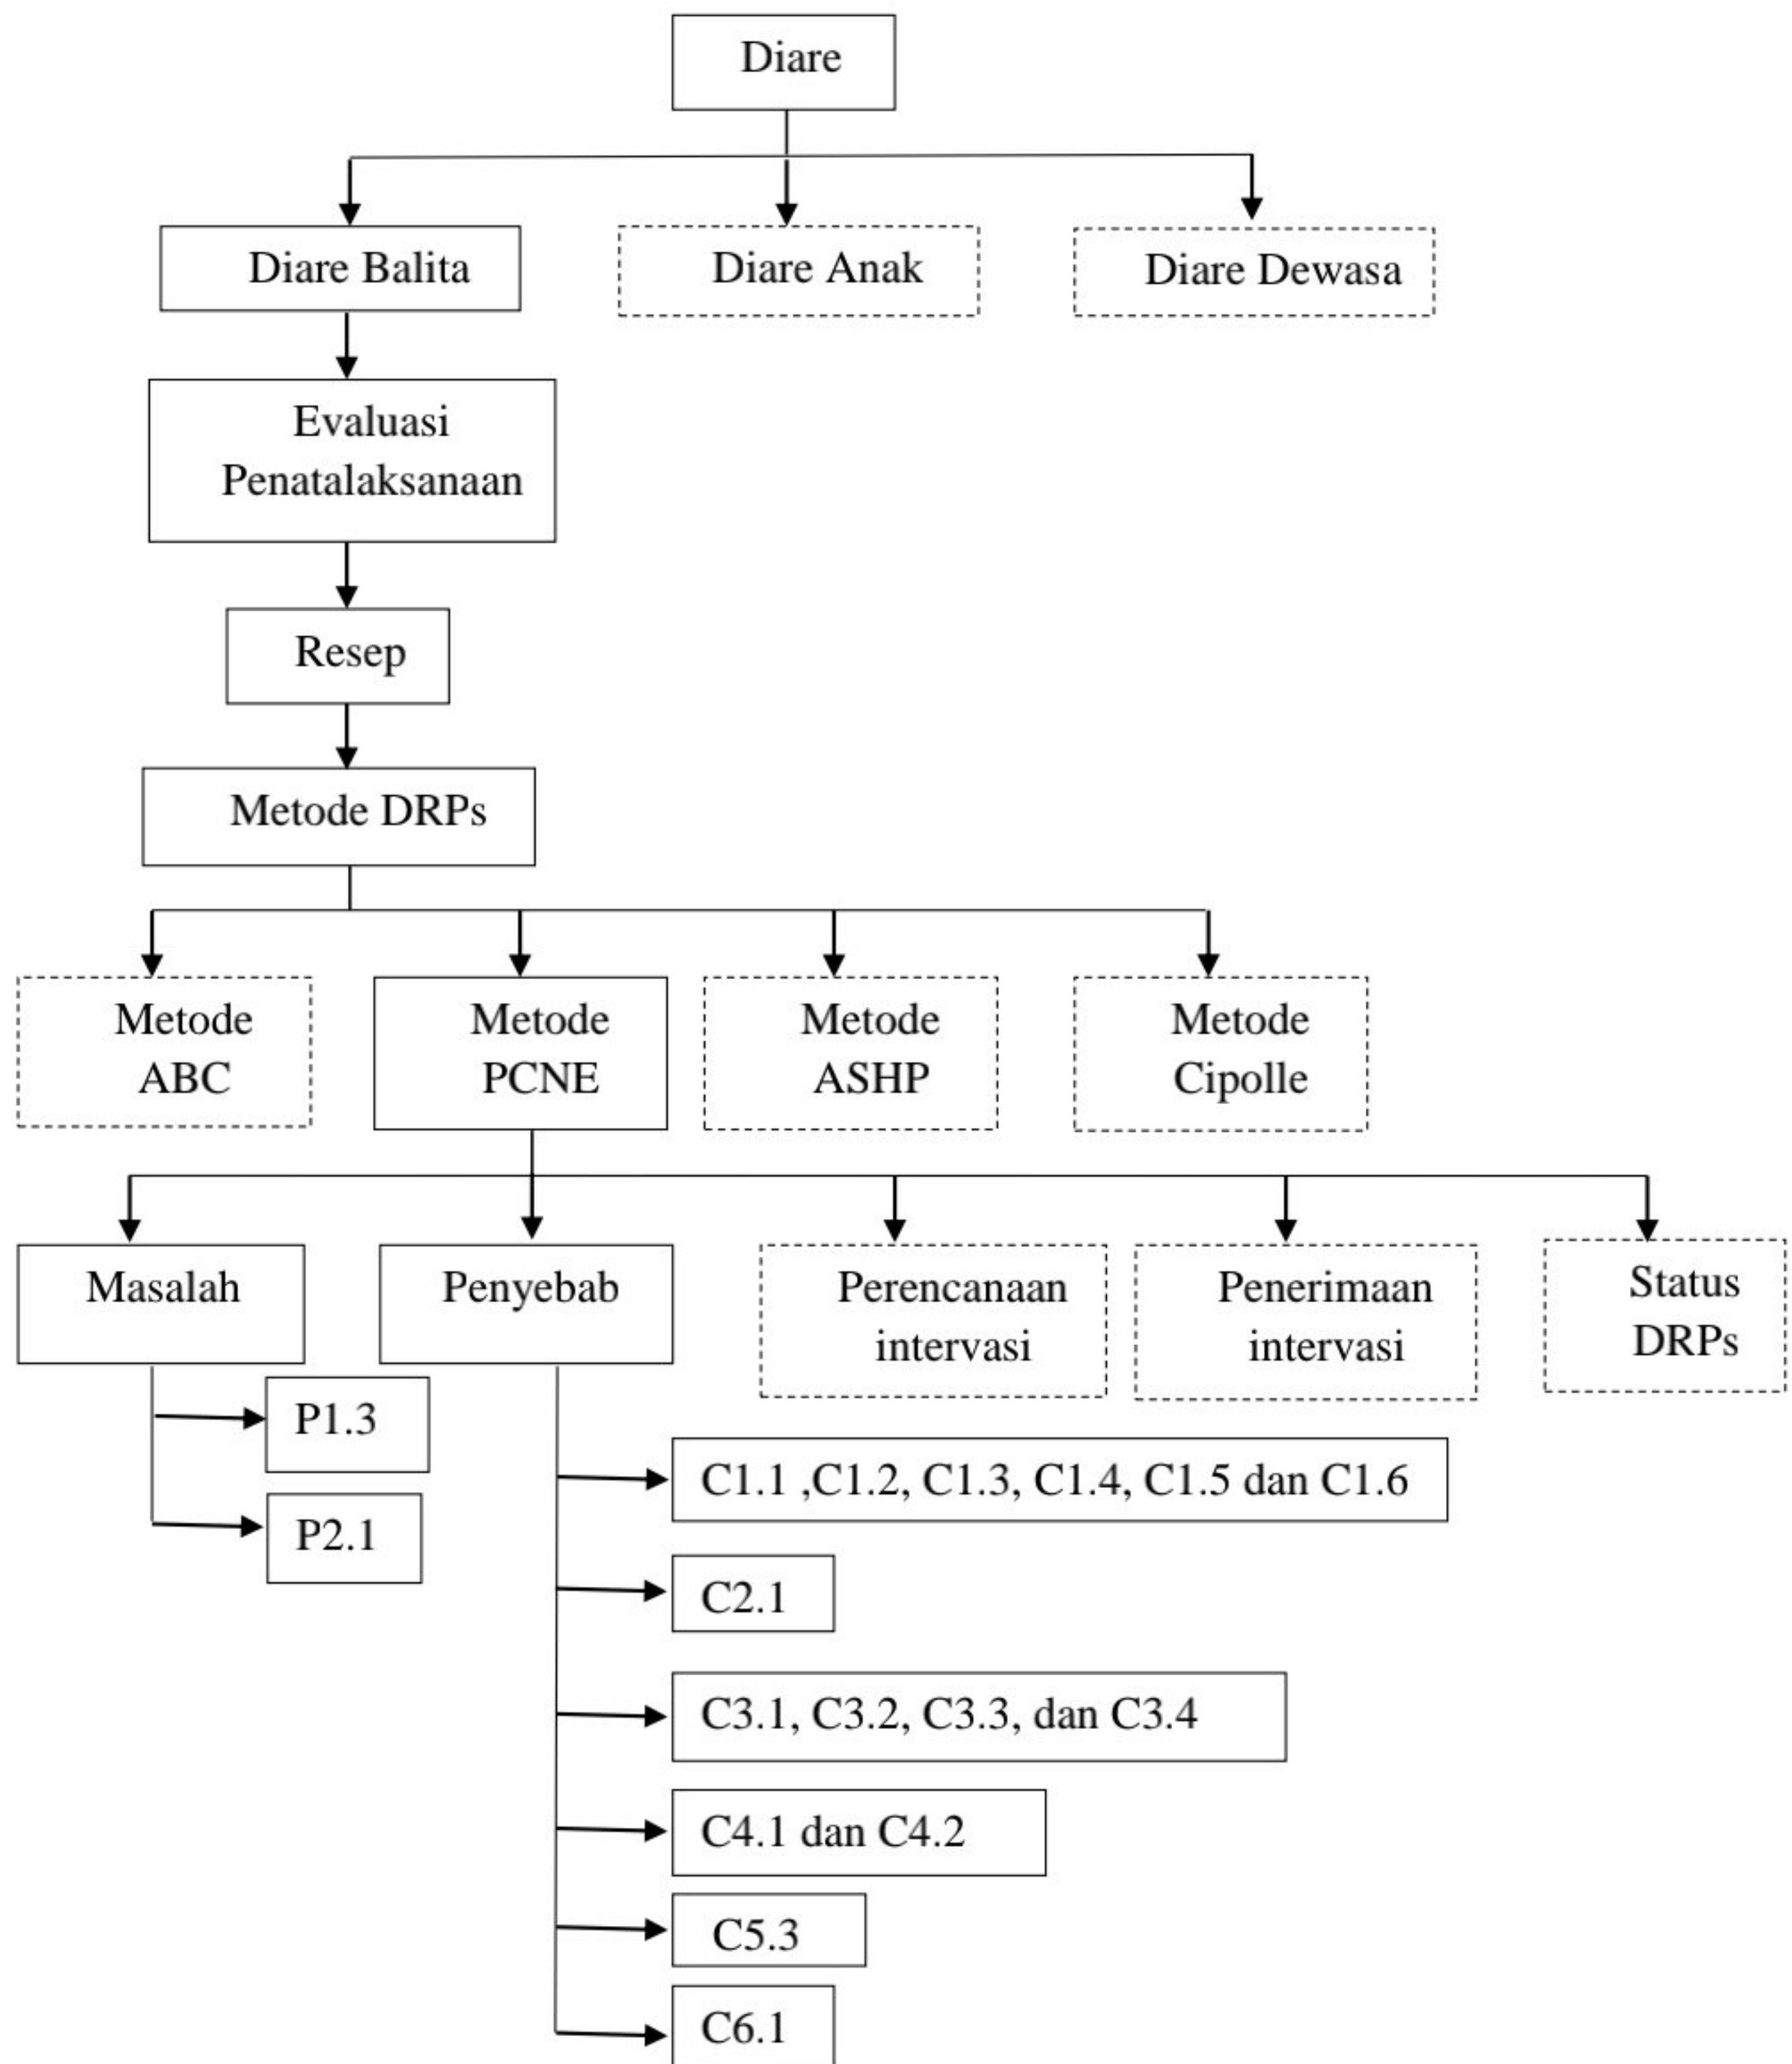 Diare
Diare Balita
Diare Anak
Diare Dewasa
Evaluasi
Penatalaksanaan
Resep
Metode DRPs
Metode
ABC
Metode
PCNE
Metode
ASHP
Metode
Cipolle
Masalah
Penyebab
Perencanaan
intervasi
Penerimaan
intervasi
Status
DRPs
P1.3
P2.1
C1.1 ,C1.2, C1.3, C1.4, C1.5 dan C1.6
C2.1
C3.1, C3.2, C3.3, dan C3.4
C4.1 dan C4.2
C5.3
C6.1